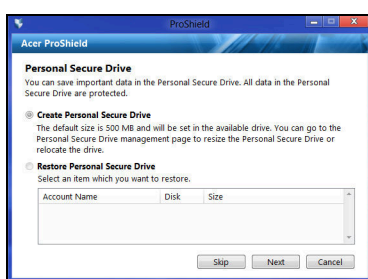 ProShield
Acer ProShield
Personal Secure Drive
You can save important data in the Personal Secure Drive. All data in the Personal
Secure Drive are protected.
Create Personal Secure Drive
The default size is 500 MB and will be set in the available drive. You can go to the
Personal Secure Drive management page to resize the Personal Secure Drive or
relocate the drive.
Restore Personal Secure Drive
Select an item which you want to restore.
Account Name Disk Size
Skip Next Cancel